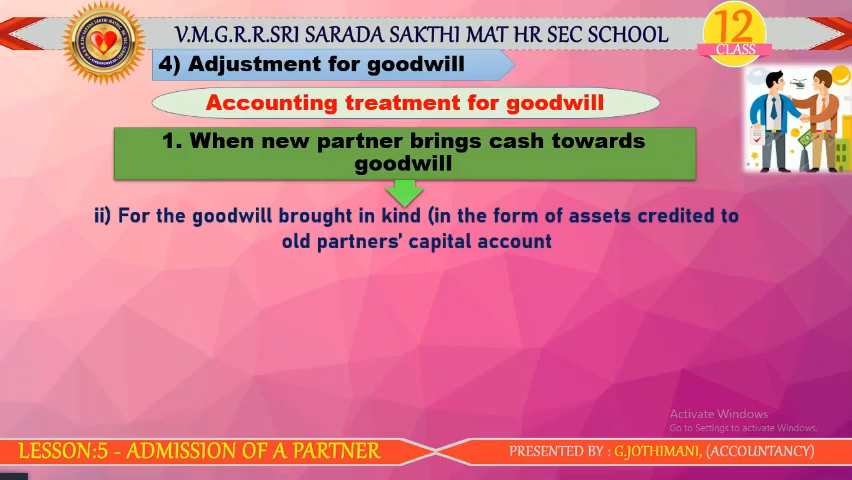 V.M.G.R.R.SRI SARADA SAKTHI MAT HR SEC SCHOOL
12
CLASS
4) Adjustment for goodwill
Accounting treatment for goodwill
1. When new partner brings cash towards
goodwill
ii) For the goodwill brought in kind (in the form of assets credited to
old partners' capital account
Activate Windows
Go to Settings to activate Windows.
LESSON:5 - ADMISSION OF A PARTNER
PRESENTED BY : G.JOTHIMANI, (ACCOUNTANCY)